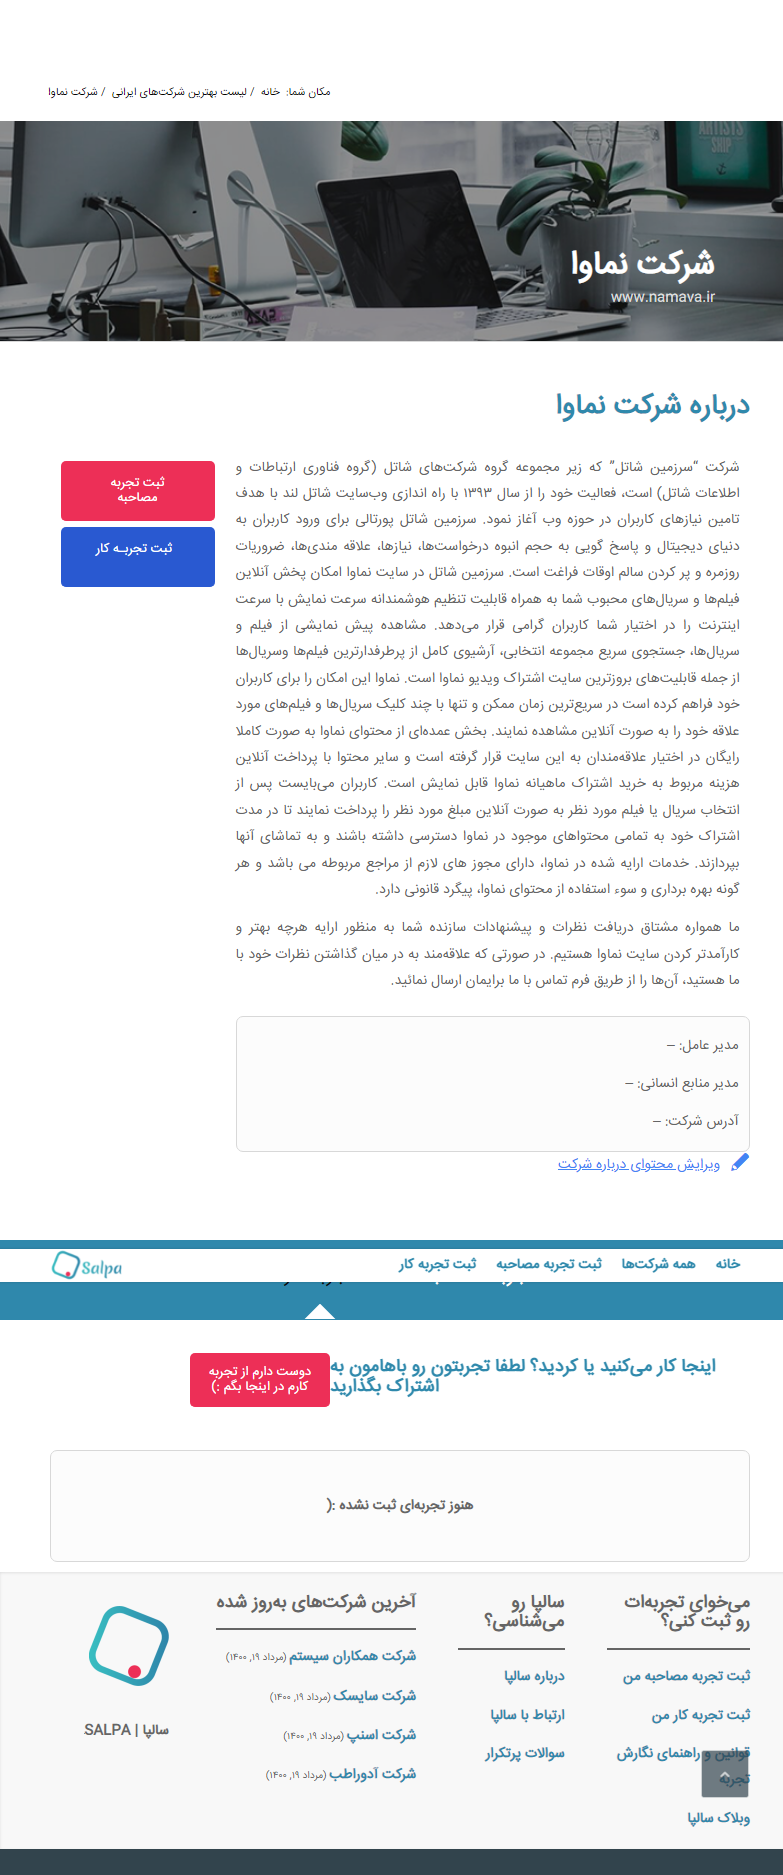 مکان شما: خانه / لیست بهترین شرکت‌های ایرانی / شرکت نماوا
ARTISTS
SHIP
شرکت نماوا
www.namava.ir
درباره شرکت نماوا
شرکت “سرزمین شاتل” که زیر مجموعه گروه شرکت‌های شاتل (گروه فناوری ارتباطات و
اطلاعات شاتل) است، فعالیت خود را از سال ۱۳۹۳ با راه اندازی وب‌سایت شاتل لند با هدف
تامین نیازهای کاربران در حوزه وب آغاز نمود. سرزمین شاتل پورتالی برای ورود کاربران به
دنیای دیجیتال و پاسخ گویی به حجم انبوه درخواست‌ها، نیازها، علاقه مندی‌ها، ضروریات
روزمره و پر کردن سالم اوقات فراغت است. سرزمین شاتل در سایت نماوا امکان پخش آنلاین
فیلم‌ها و سریال‌های محبوب شما به همراه قابلیت تنظیم هوشمندانه سرعت نمایش با سرعت
اینترنت را در اختیار شما کاربران گرامی قرار می‌دهد. مشاهده پیش نمایشی از فیلم و
سریال‌ها، جستجوی سریع مجموعه انتخابی، آرشیوی کامل از پرطرفدارترین فیلم‌ها وسریال‌ها
از جمله قابلیت‌های بروزترین سایت اشتراک ویدیو نماوا است. نماوا این امکان را برای کاربران
خود فراهم کرده است در سریع‌ترین زمان ممکن و تنها با چند کلیک سریال‌ها و فیلم‌های مورد
علاقه خود را به صورت آنلاین مشاهده نمایند. بخش عمده‌ای از محتوای نماوا به صورت کاملا
رایگان در اختیار علاقه‌مندان به این سایت قرار گرفته است و سایر محتوا با پرداخت آنلاین
هزینه مربوط به خرید اشتراک ماهیانه نماوا قابل نمایش است. کاربران می‌بایست پس از
انتخاب سریال یا فیلم مورد نظر به صورت آنلاین مبلغ مورد نظر را پرداخت نمایند تا در مدت
اشتراک خود به تمامی محتواهای موجود در نماوا دسترسی داشته باشند و به تماشای آنها
بپردازند. خدمات ارایه شده در نماوا، دارای مجوز های لازم از مراجع مربوطه می باشد و هر
گونه بهره برداری و سوء استفاده از محتوای نماوا، پیگرد قانونی دارد.
ما همواره مشتاق دریافت نظرات و پیشنهادات سازنده شما به منظور ارایه هرچه بهتر و
کارآمدتر کردن سایت نماوا هستیم. در صورتی که علاقه‌مند به در میان گذاشتن نظرات خود با
ما هستید، آن‌ها را از طریق فرم تماس با ما برایمان ارسال نمائید.
ثبت تجربه
مصاحبه
ثبت تجربـه کار
مدیر عامل: –
مدیر منابع انسانی: –
آدرس شرکت: –
ویرایش محتوای درباره شرکت
خانه همه شرکت‌ها ثبت تجربه مصاحبه ثبت تجربه کار
Salpa
اینجا کار می‌کنید یا کردید؟ لطفا تجربتون رو باهامون به
اشتراک بگذارید
دوست دارم از تجربه
کارم در اینجا بگم :)
هنوز تجربه‌ای ثبت نشده :(
می‌خوای تجربه‌ات
رو ثبت کنی؟
ثبت تجربه مصاحبه من
ثبت تجربه کار من
قوانین و راهنمای نگارش
تجربه
وبلاک سالپا
سالپا رو
می‌شناسی؟
درباره سالپا
ارتباط با سالپا
سوالات پرتکرار
آخرین شرکت‌های به‌روز شده
شرکت همکاران سیستم (مرداد ۱۹, ۱۴۰۰)
شرکت سایسک (مرداد ۱۹, ۱۴۰۰)
شرکت اسنپ (مرداد ۱۹, ۱۴۰۰)
شرکت آدوراطب (مرداد ۱۹, ۱۴۰۰)
سالپا | SALPA